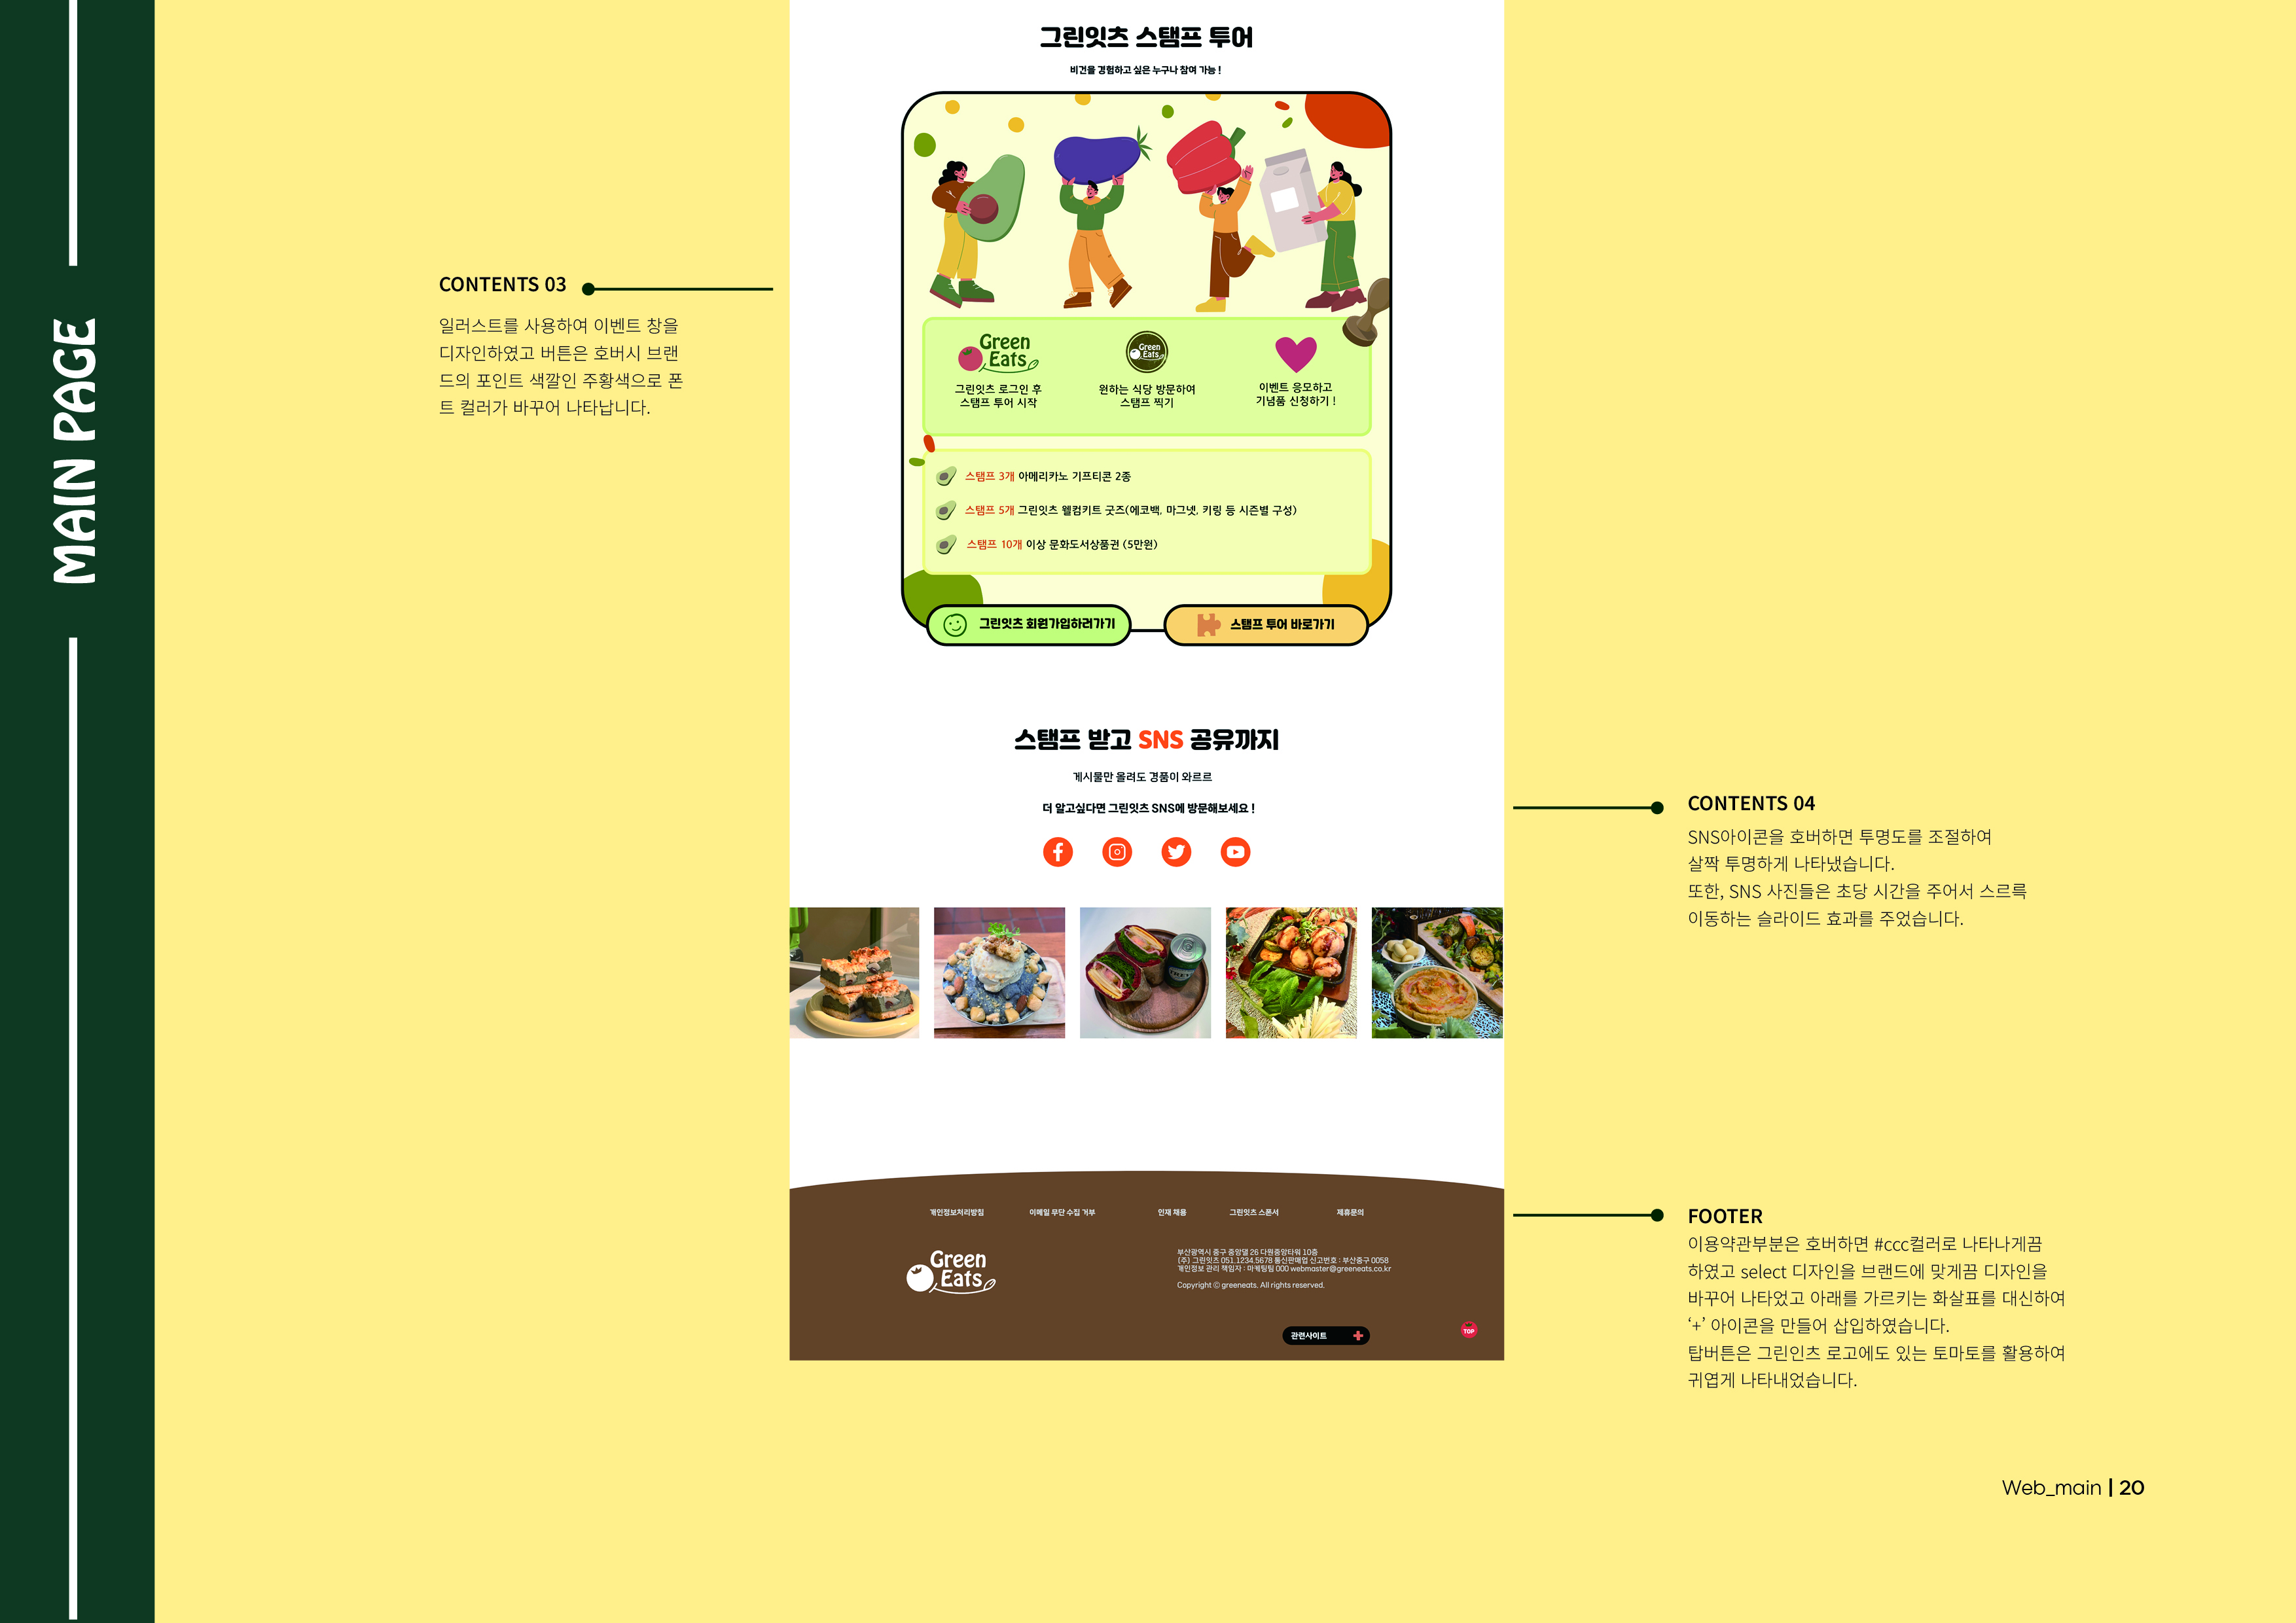 MAIN PAGE
CONTENTS 03
일러스트를 사용하여 이벤트 창을
디자인하였고 버튼은 호버시 브랜
드의 포인트 색깔인 주황색으로 폰
트 컬러가 바꾸어 나타납니다.
그린잇츠 스탬프 투어
비건을 경험하고 싶은 누구나 참여 가능 !
Green
Eats
그린잇츠 로그인 후
스탬프 투어 시작
Green
Eats
원하는 식당 방문하여
스탬프 찍기
이벤트 응모하고
기념품 신청하기 !
스탬프 3개 아메리카노 기프티콘 2종
스탬프 5개 그린잇츠 웰컴키트 굿즈(에코백, 마그넷, 키링 등 시즌별 구성)
스탬프 10개 이상 문화도서상품권 (5만원)
그린잇츠 회원가입하러가기
스탬프 투어 바로가기
스탬프 받고 SNS 공유까지
게시물만 올려도 경품이 와르르
더 알고싶다면 그린잇츠 SNS에 방문해보세요 !
CONTENTS 04
SNS아이콘을 호버하면 투명도를 조절하여
살짝 투명하게 나타냈습니다.
또한, SNS 사진들은 초당 시간을 주어서 스르륵
이동하는 슬라이드 효과를 주었습니다.
개인정보처리방침 이메일 무단 수집 거부 인재 채용 그린잇츠 스폰서 제휴문의
Green
Eats
부산광역시 중구 중앙댈 26 다원중앙타워 10층
(주) 그린잇츠 051.1234.5678 통신판매업 신고번호 : 부산중구 0058
개인정보 관리 책임자 : 마케팅팀 000 webmaster@greeneats.co.kr
Copyright © greeneats. All rights reserved.
관련사이트
TOP
FOOTER
이용약관부분은 호버하면 #ccc컬러로 나타나게끔
하였고 select 디자인을 브랜드에 맞게끔 디자인을
바꾸어 나타었고 아래를 가르키는 화살표를 대신하여
‘+’ 아이콘을 만들어 삽입하였습니다.
탑버튼은 그린인츠 로고에도 있는 토마토를 활용하여
귀엽게 나타내었습니다.
Web_main | 20